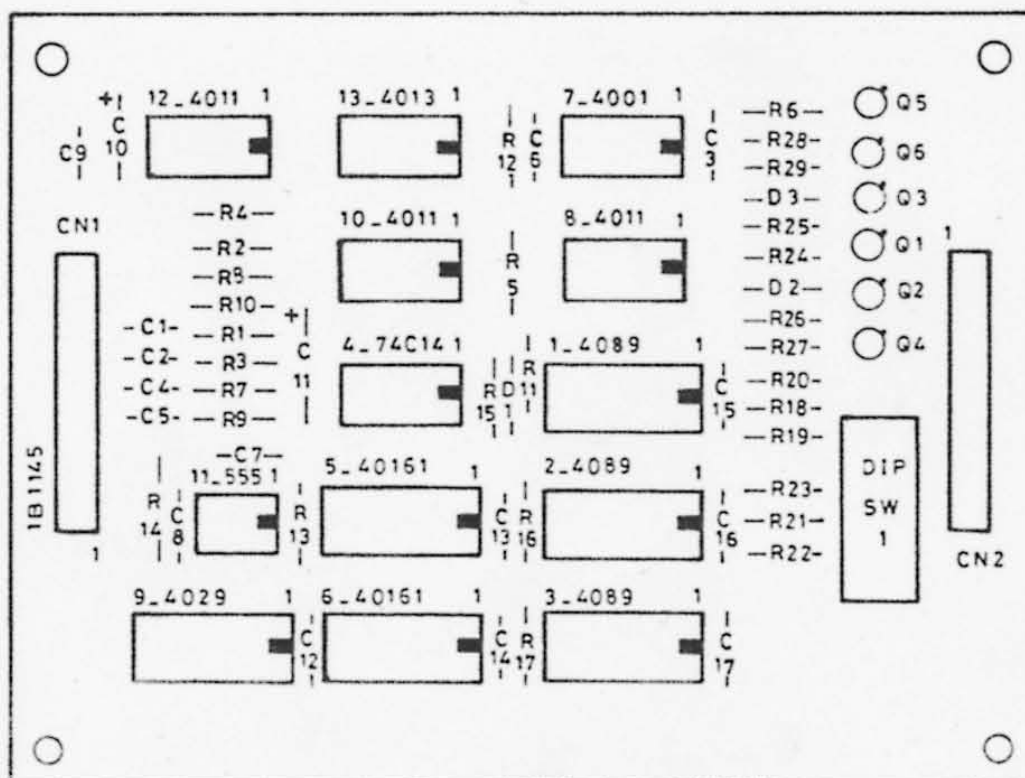 12_4011 1
13_4013 1
7_4001 1
+
C
10
C9
R
12
C
6
C
3
R6
R28
R29
D3
R25
R24
D2
R26
R27
R20
R18
R19
R23
R21
R22
Q5
Q6
Q3
Q1
Q2
Q4
CN1
R4
R2
R8
R10
R1
R3
R7
R9
C1
C2
C4
C5
+
C
11
10_4011 1
R
5
8_4011 1
1
4_74C14 1
R
15
D
1
R
11
1_4089 1
C
15
C7
1B1145
1
R
14
C
8
11_555 1
R
13
5_40161 1
C
13
R
16
2_4089 1
C
16
DIP
SW
1
CN2
9_4029 1
C
12
6_40161 1
C
14
R
17
3_4089 1
C
17